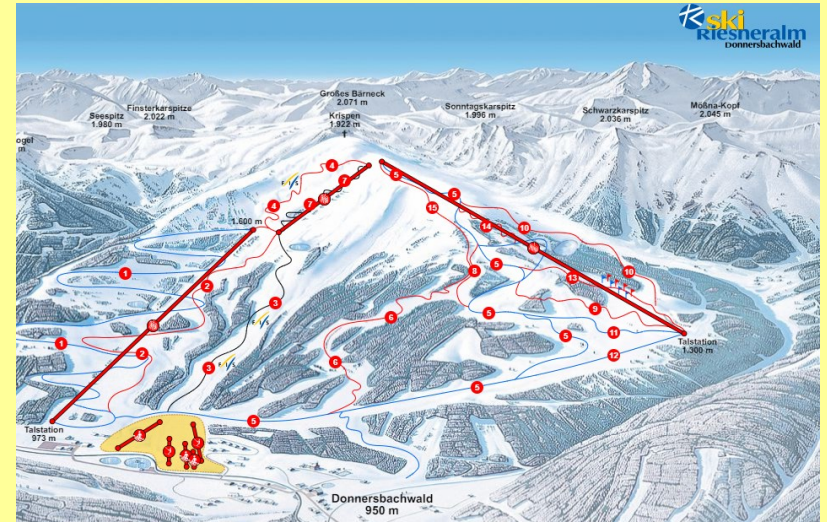 ski
Riesneralm
Donnersbachwald
Großes Bärneck
2.071 m
Finsterkarspitze
2.022 m
Seespitz
1.980 m
Krispen
1.922 m
Sonntagskarspitz
1.996 m
Schwarzkarspitz
2.036 m
Mößna-Kopf
2.045 m
ogel
m
4
F I S
5
7
5
4
7
15
1.600 m
14
10
8
5
1
2
13
10
3
9
5
6
F I S
11
5
1
2
12
Talstation
1.300 m
6
3
F I S
5
5
Talstation
973 m
Donnersbachwald
950 m